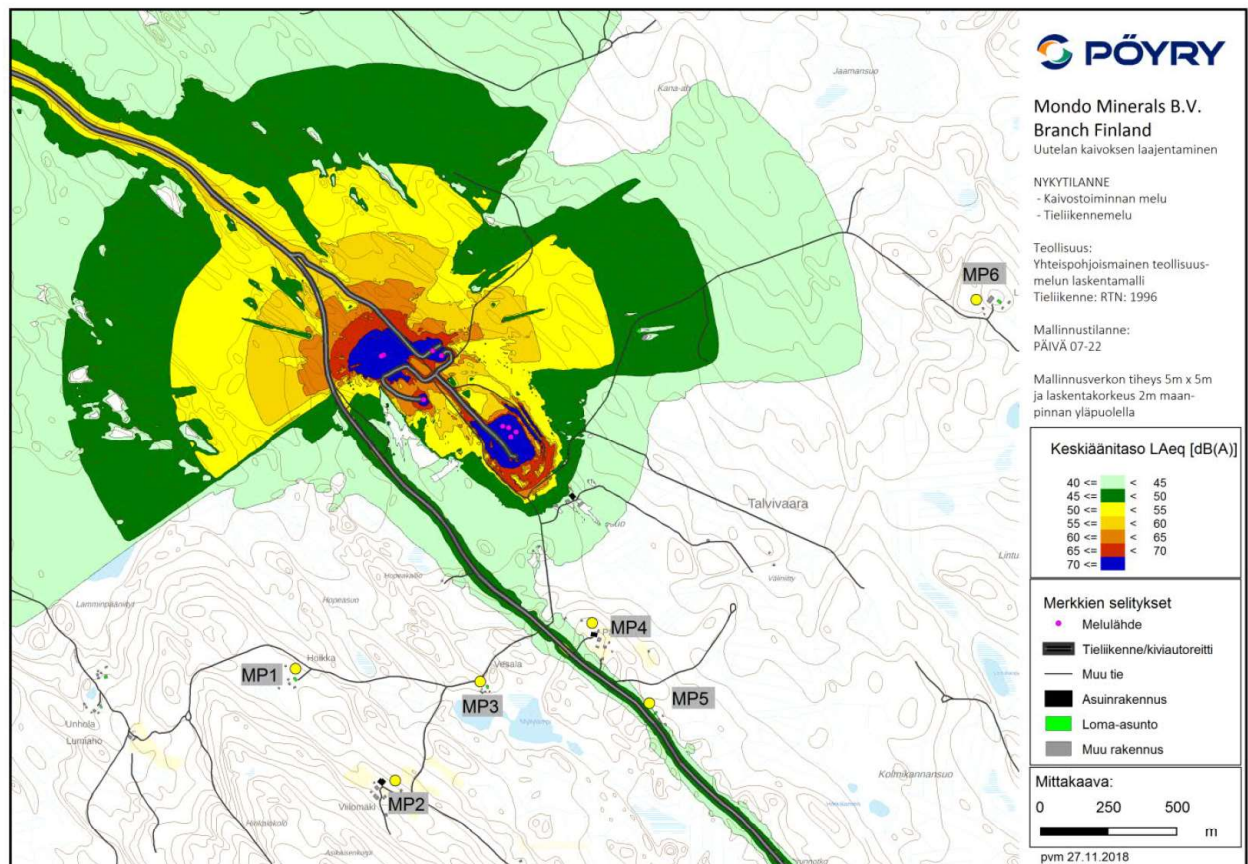 PÖYRY
Mondo Minerals B.V.
Branch Finland
Uutelan kaivoksen laajentaminen
NYKYTILANNE
- Kaivostoiminnan melu
- Tieliikennemelu
Teollisuus:
Yhteispohjoismainen teollisuus-
melun laskentamalli
Tieliikenne: RTN: 1996
Mallinnustilanne:
PÄIVÄ 07-22
Mallinnusverkon tiheys 5m x 5m
ja laskentakorkeus 2m maan-
pinnan yläpuolella
Keskiäänitaso LAeq [dB(A)]
40 <= < 45
45 <= < 50
50 <= < 55
55 <= < 60
60 <= < 65
65 <= < 70
70 <=
Merkkien selitykset
Melulähde
Tieliikenne/kiviautoreitti
Muu tie
Asuinrakennus
Loma-asunto
Muu rakennus
Mittakaava:
0 250 500
m
pvm 27.11.2018
Jaamansuo
MP6
Talvivaara
Väliniitty
Hopeakallio
Hopeasuo
MP4
Hoikka
MP1
Vesala
MP3
MP5
Unhola
Lumiaho
Kolmikannansuo
Viilomäki
MP2